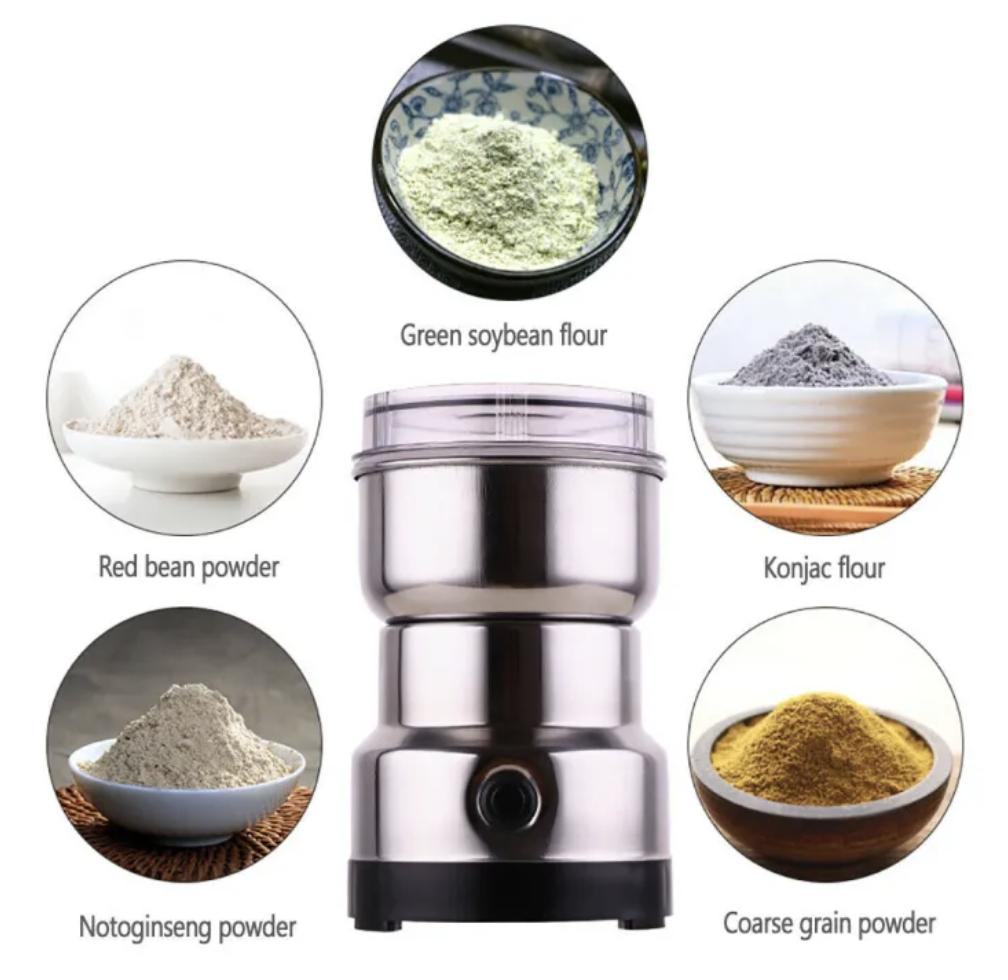 Green soybean flour
Red bean powder
Konjac flour
Notoginseng powder
Coarse grain powder